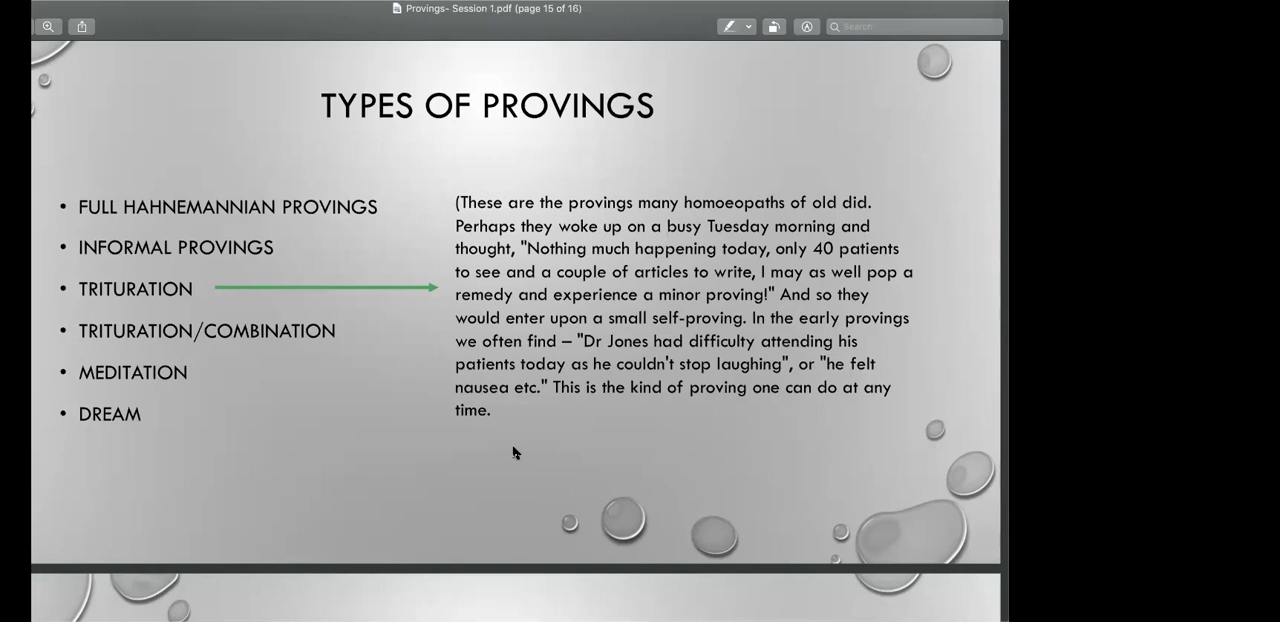 Provings- Session 1.pdf (page 15 of 16)
Search
TYPES OF PROVINGS
• FULL HAHNEMANNIAN PROVINGS
• INFORMAL PROVINGS
• TRITURATION
• TRITURATION/COMBINATION
• MEDITATION
• DREAM
(These are the provings many homoeopaths of old did.
Perhaps they woke up on a busy Tuesday morning and
thought, "Nothing much happening today, only 40 patients
to see and a couple of articles to write, I may as well pop a
remedy and experience a minor proving!" And so they
would enter upon a small self-proving. In the early provings
we often find – "Dr Jones had difficulty attending his
patients today as he couldn't stop laughing", or "he felt
nausea etc." This is the kind of proving one can do at any
time.